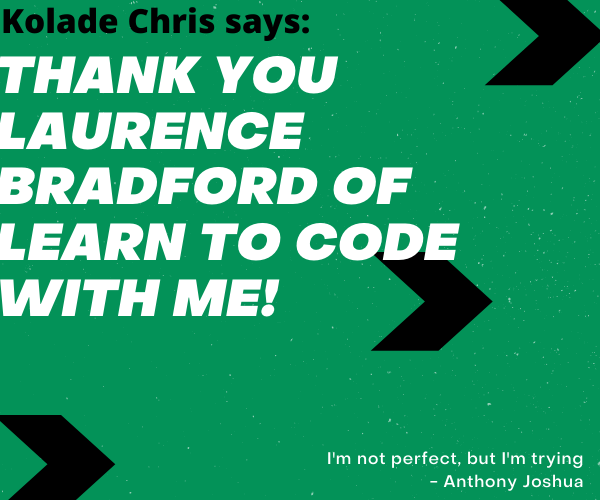 Kolade Chris says:
THANK YOU
LAURENCE
BRADFORD OF
LEARN TO CODE
WITH ME!
I'm not perfect, but I'm trying
– Anthony Joshua